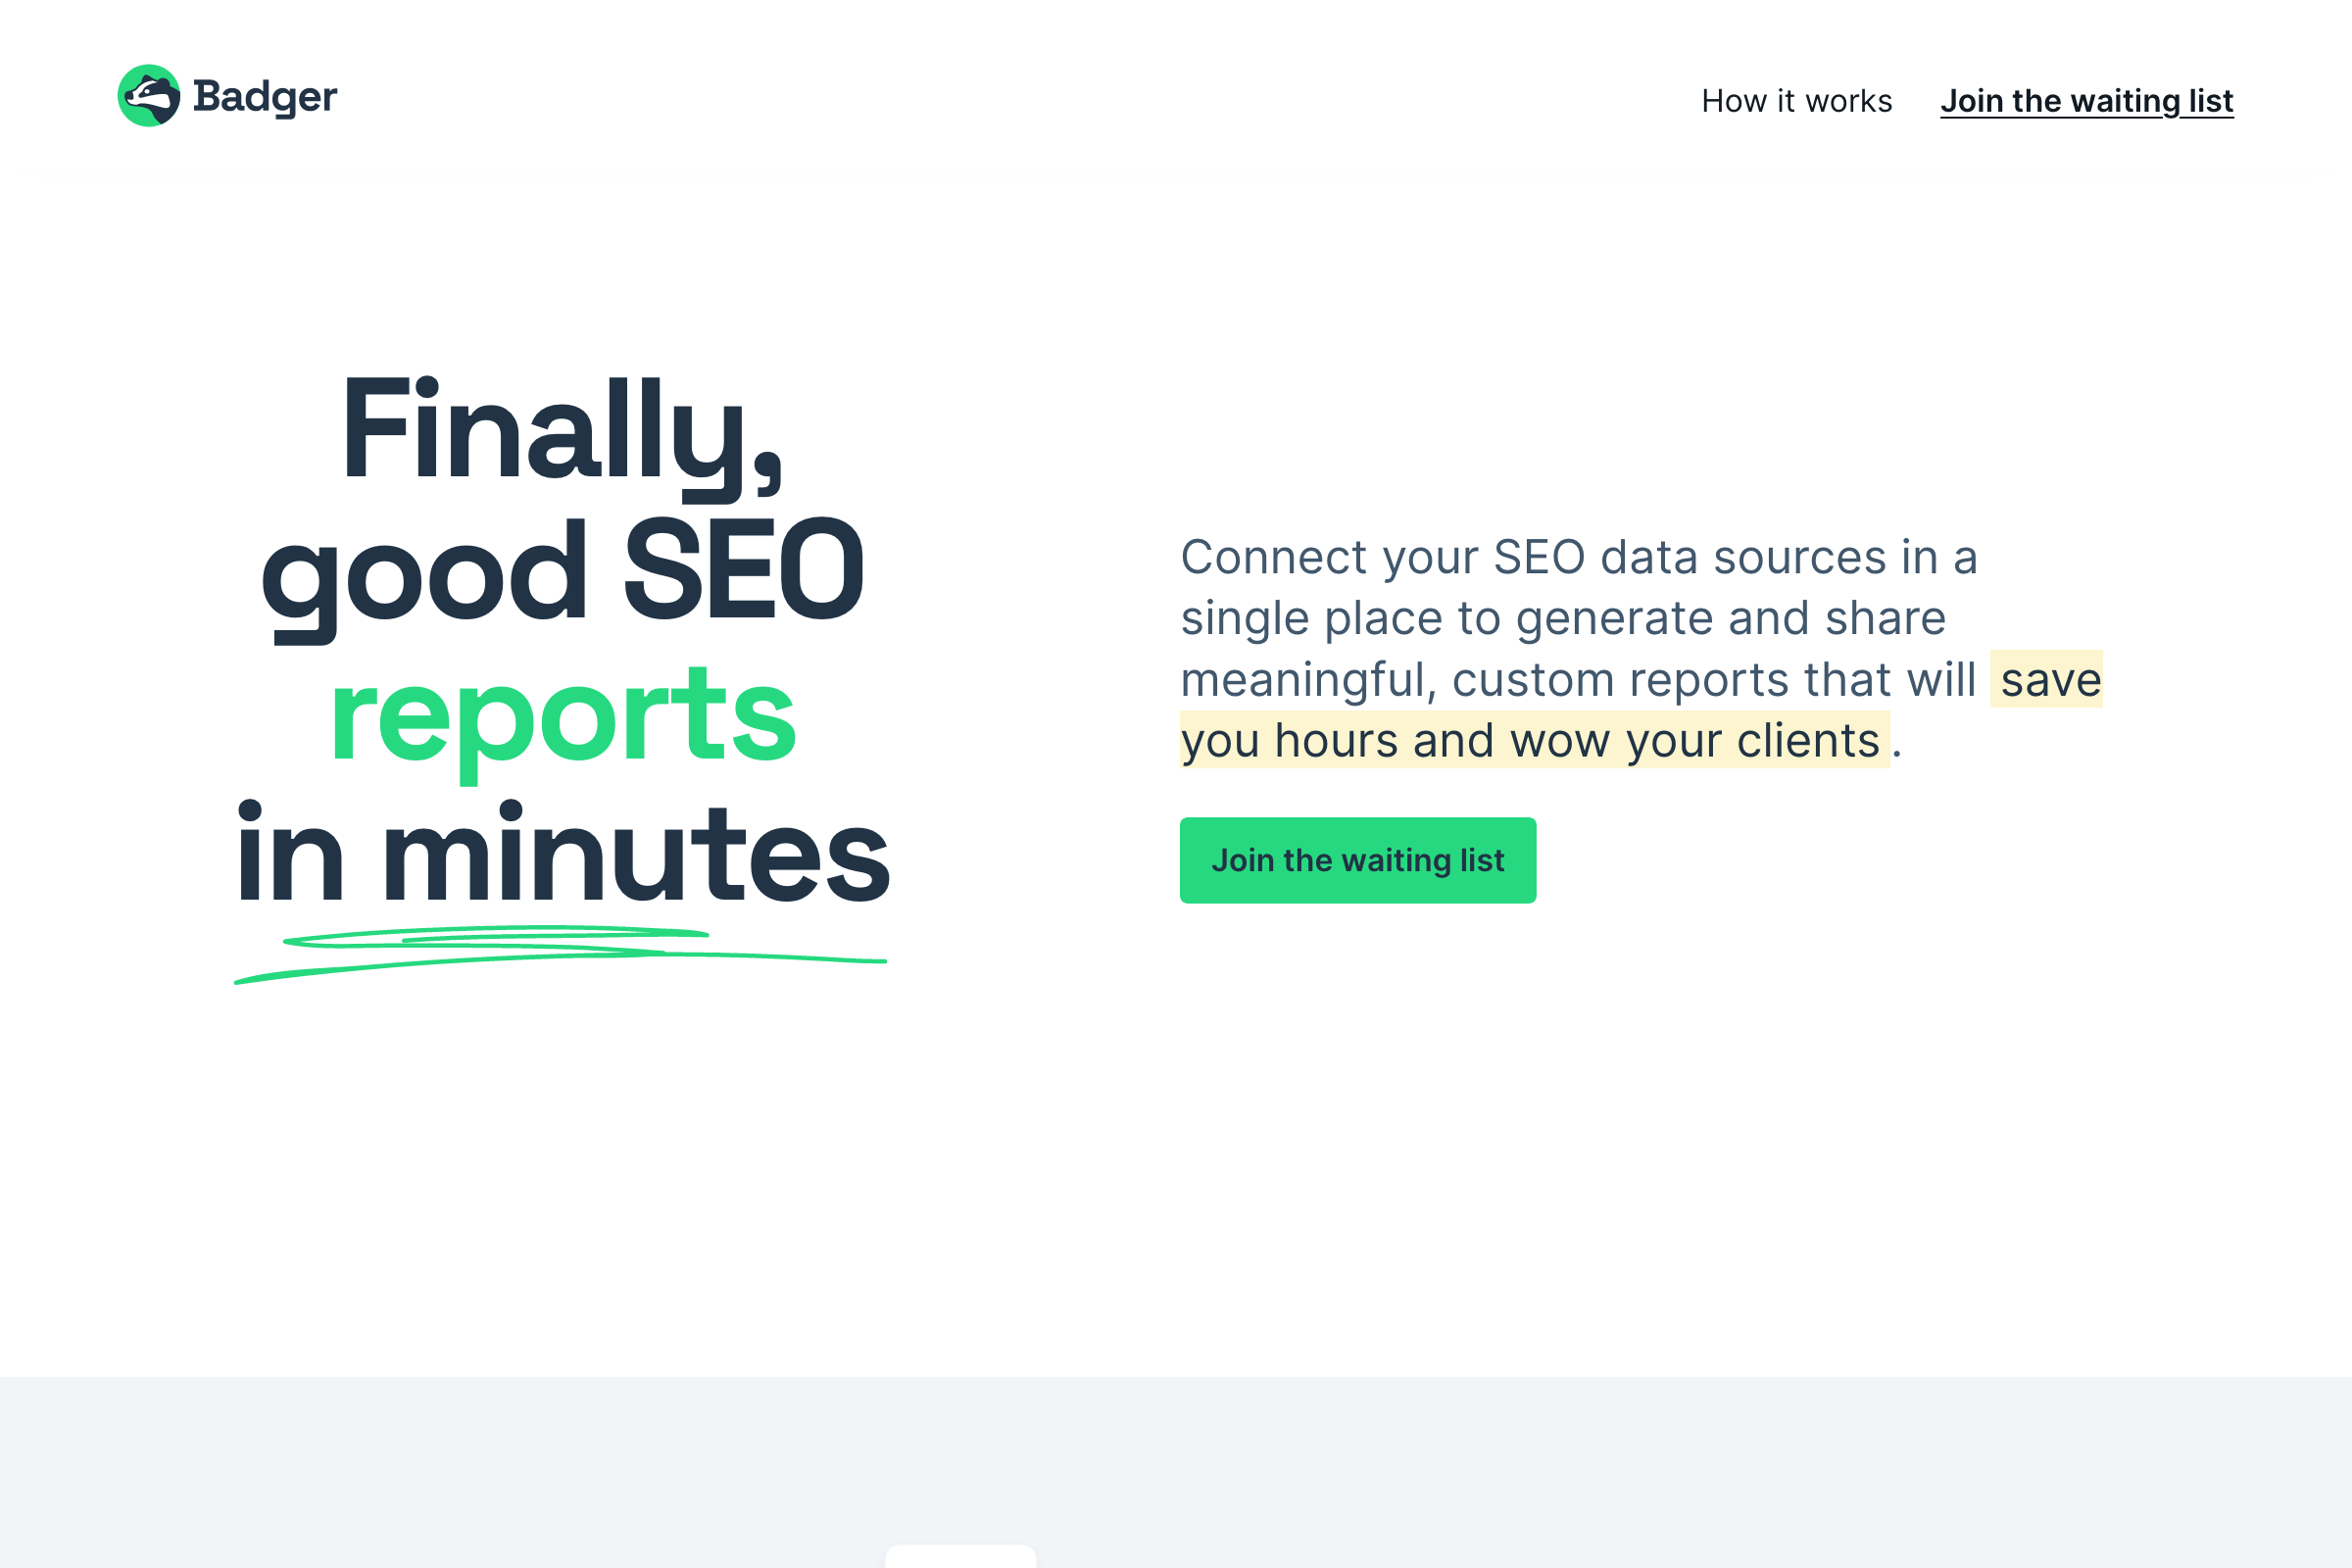 Badger
How it works
Join the waiting list
Finally,
good SEO
reports
in minutes
Connect your SEO data sources in a
single place to generate and share
meaningful, custom reports that will save
you hours and wow your clients .
Join the waiting list